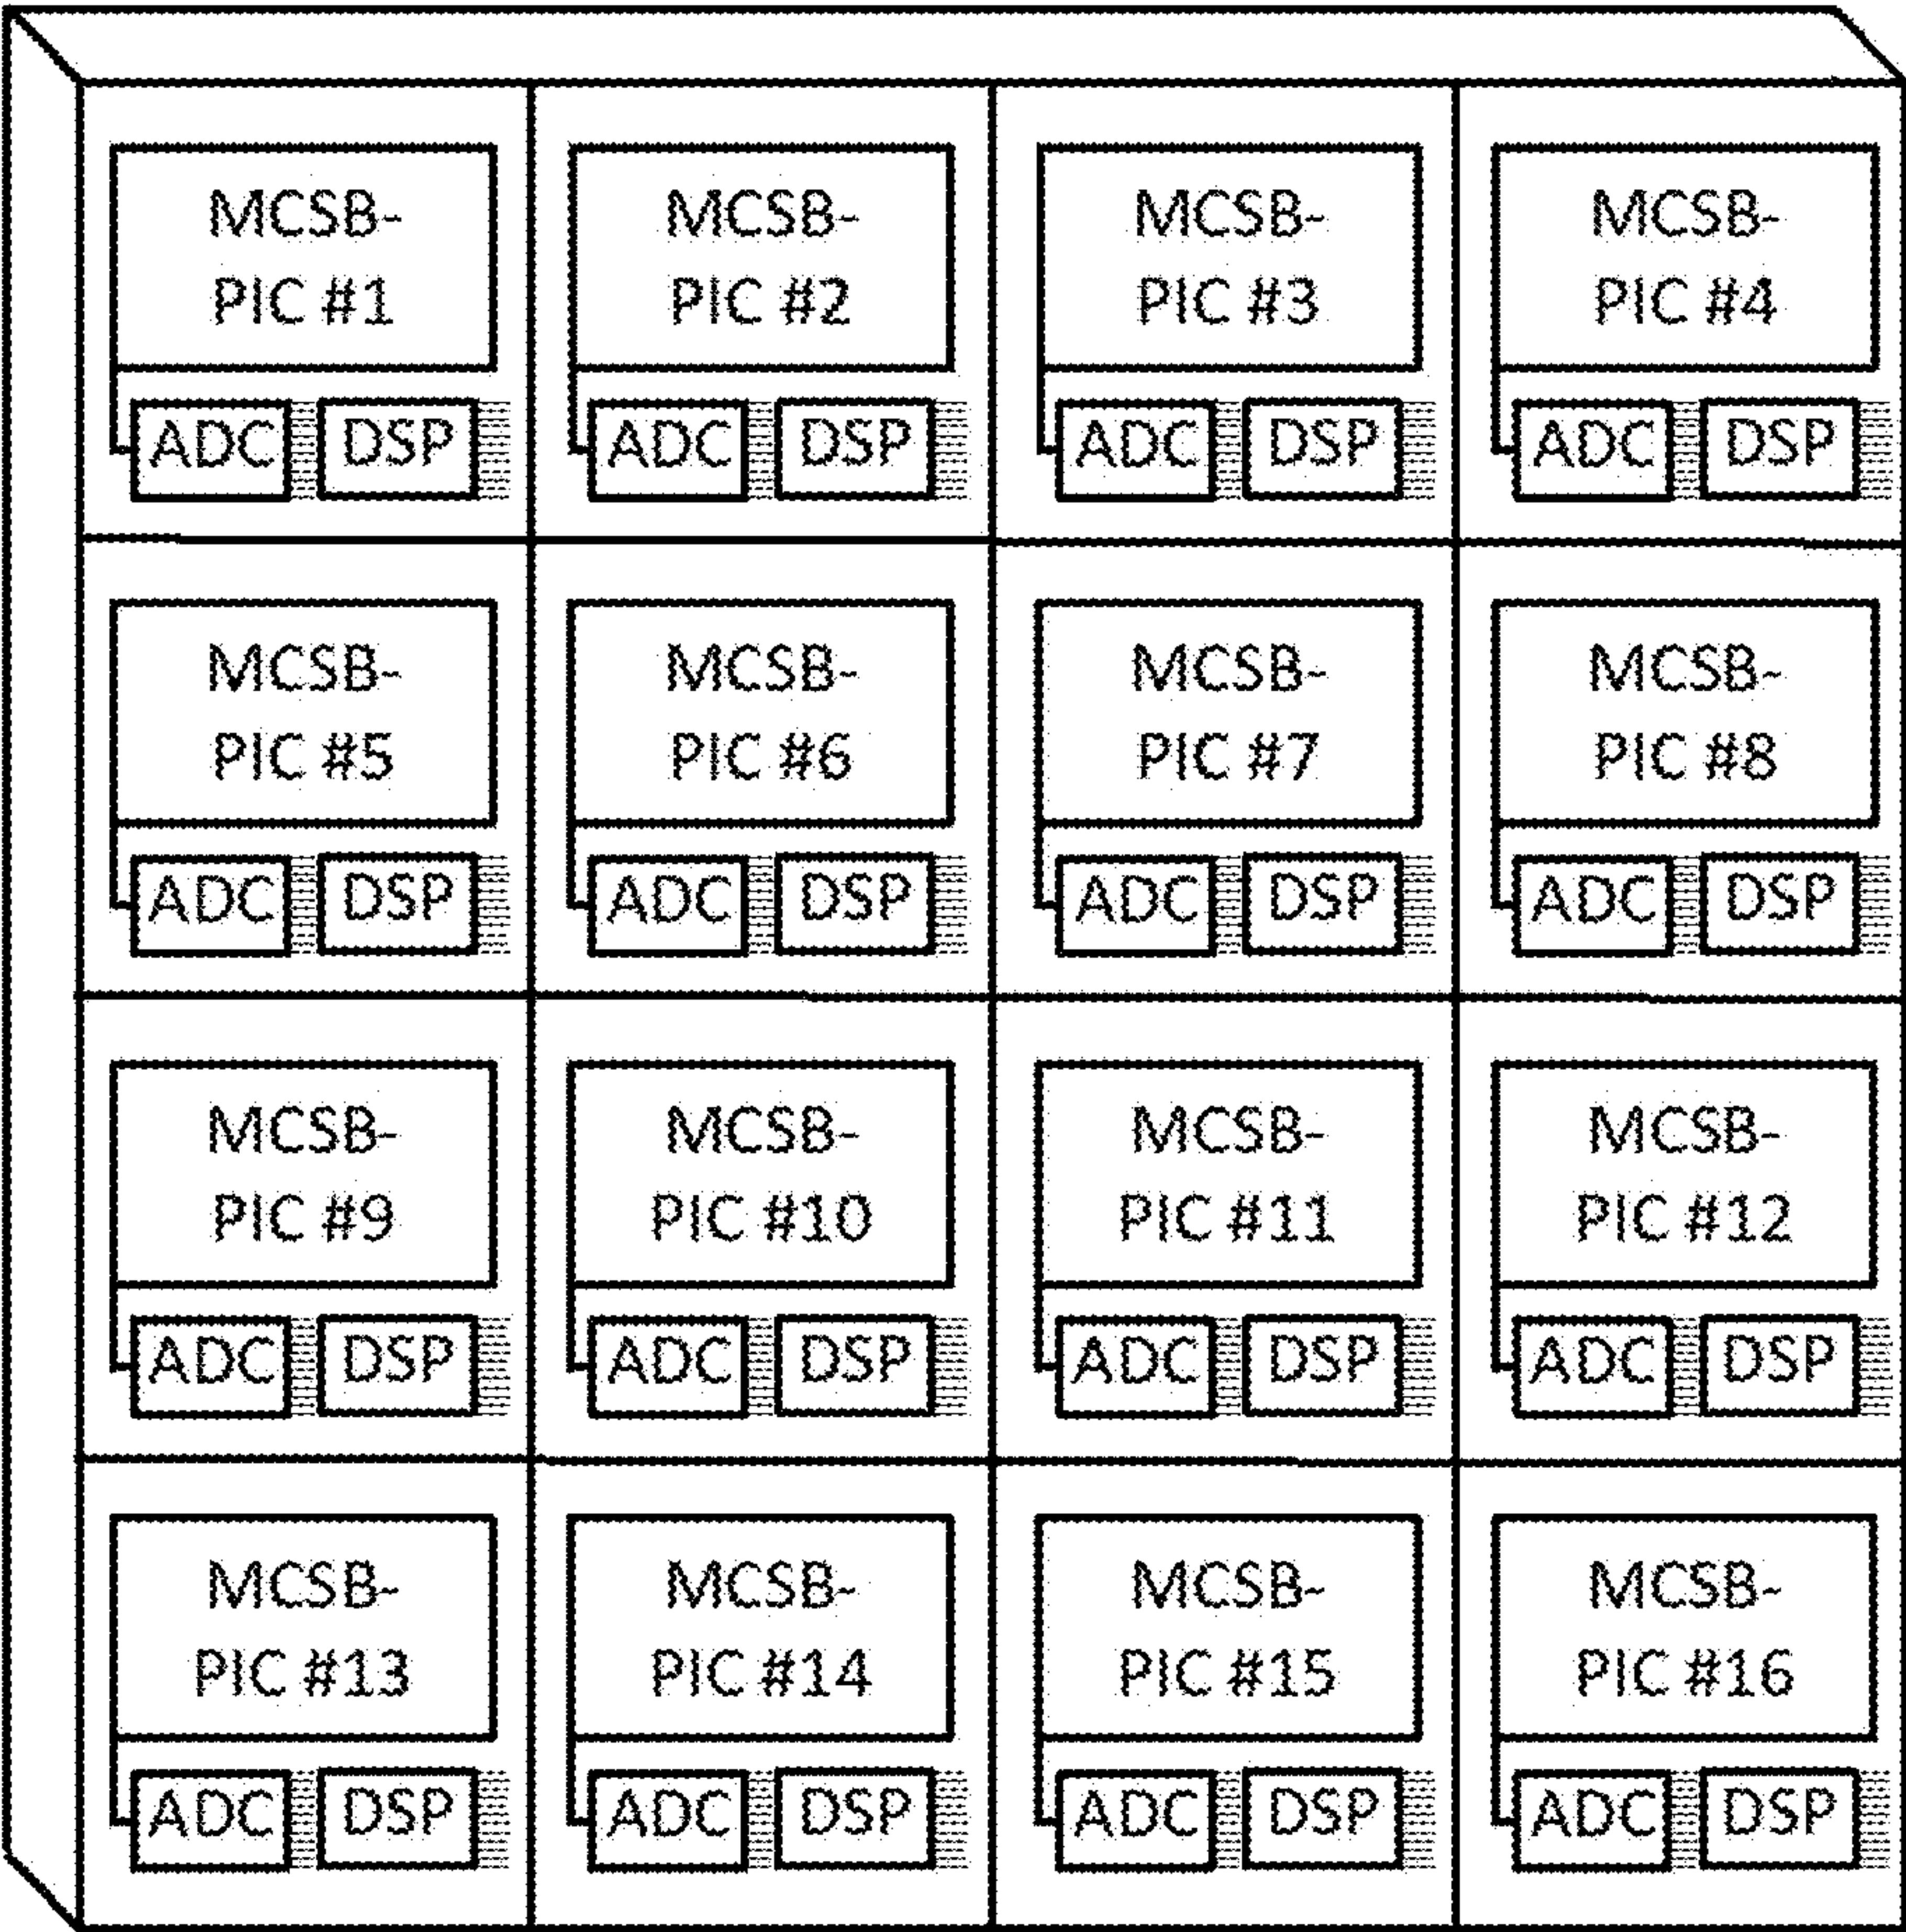 MCSB-
PIC #1
ADC DSP
MCSB-
PIC #2
ADC DSP
MCSB-
PIC #3
ADC DSP
MCSB-
PIC #4
ADC DSP
MCSB-
PIC #5
ADC DSP
MCSB-
PIC #6
ADC DSP
MCSB-
PIC #7
ADC DSP
MCSB-
PIC #8
ADC DSP
MCSB-
PIC #9
ADC DSP
MCSB-
PIC #10
ADC DSP
MCSB-
PIC #11
ADC DSP
MCSB-
PIC #12
ADC DSP
MCSB-
PIC #13
ADC DSP
MCSB-
PIC #14
ADC DSP
MCSB-
PIC #15
ADC DSP
MCSB-
PIC #16
ADC DSP